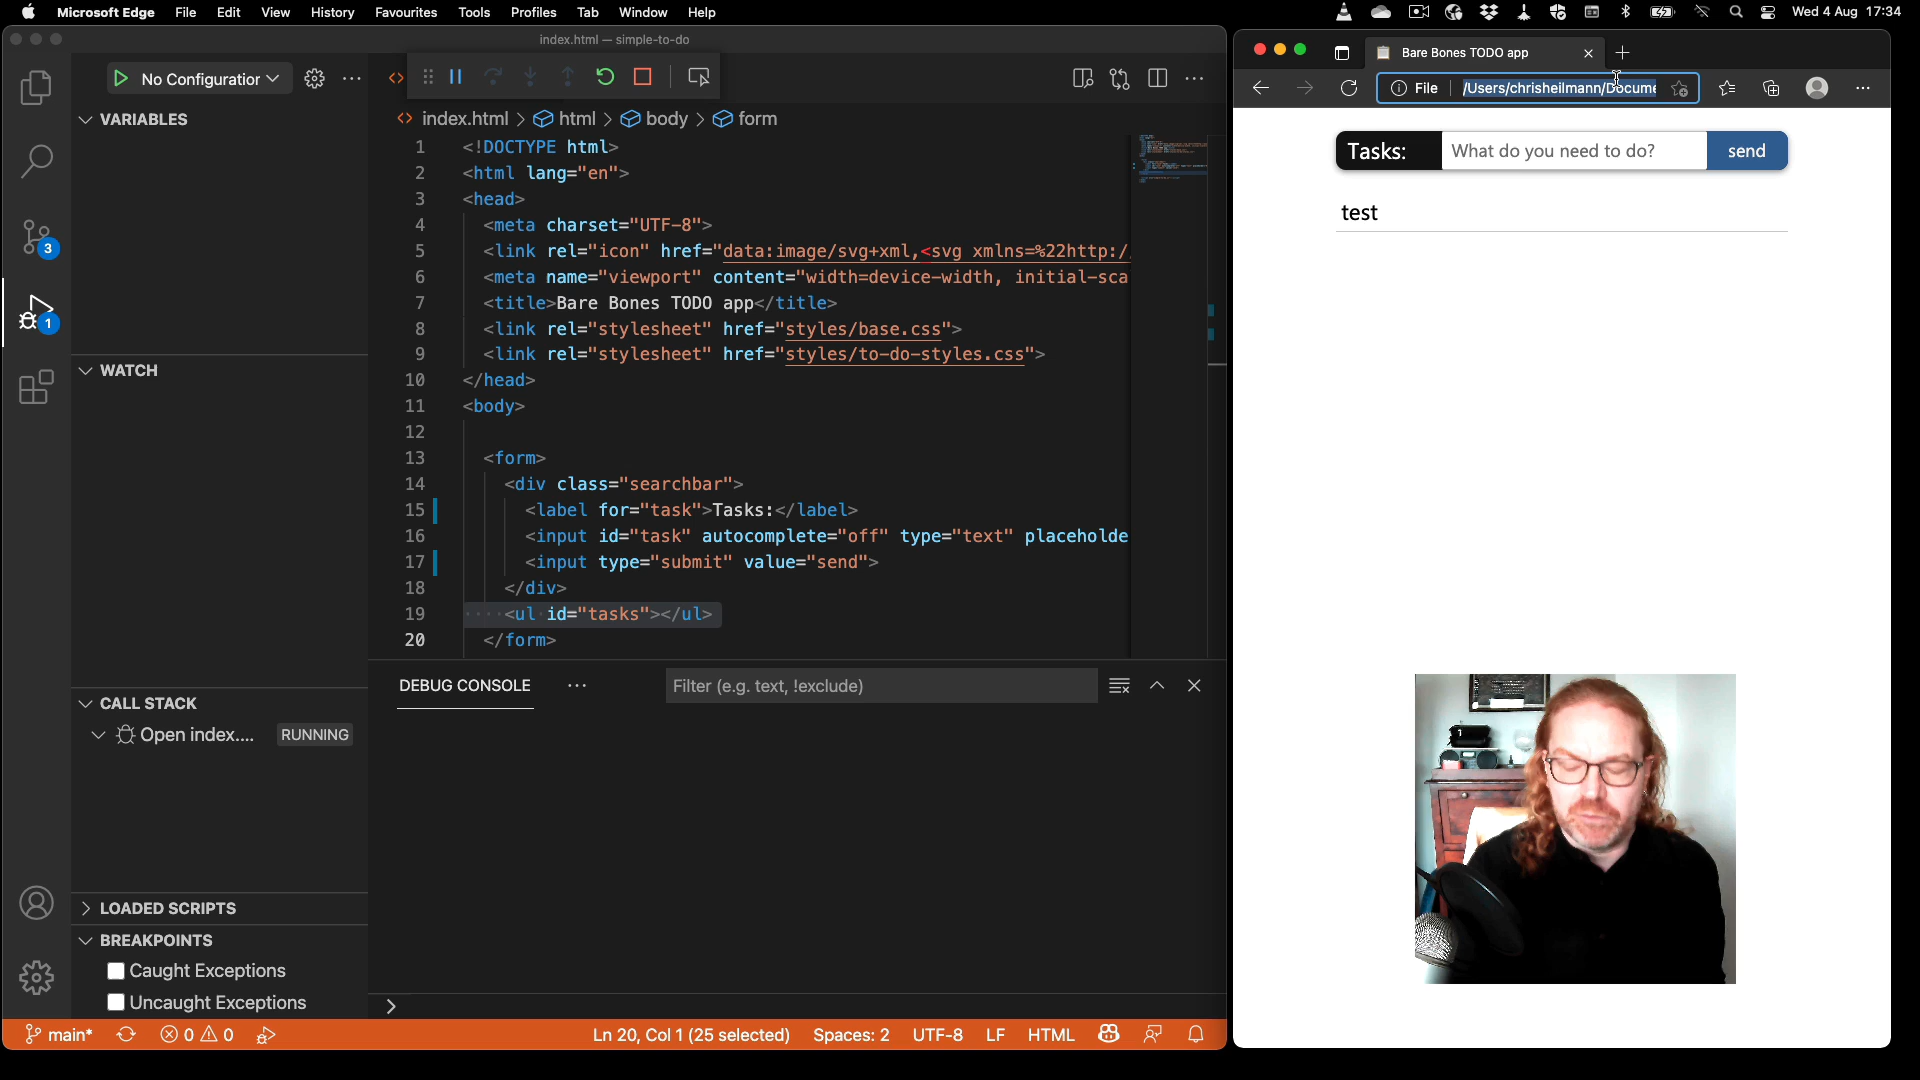 Microsoft Edge File Edit View History Favourites Tools Profiles Tab Window Help Wed 4 Aug 17:34
index.html — simple-to-do
No Configuration
VARIABLES
WATCH
CALL STACK
Open index....
RUNNING
LOADED SCRIPTS
BREAKPOINTS
Caught Exceptions
Uncaught Exceptions
3
1
index.html > html > body > form
1 <!DOCTYPE html>
2 <html lang="en">
3 <head>
4 <meta charset="UTF-8">
5 <link rel="icon" href="data:image/svg+xml,<svg xmlns=%22http:/
6 <meta name="viewport" content="width=device-width, initial-sca
7 <title>Bare Bones TODO app</title>
8 <link rel="stylesheet" href="styles/base.css">
9 <link rel="stylesheet" href="styles/to-do-styles.css">
10 </head>
11 <body>
12
13 <form>
14 <div class="searchbar">
15 <label for="task">Tasks:</label>
16 <input id="task" autocomplete="off" type="text" placeholde
17 <input type="submit" value="send">
18 </div>
19 ····<ul·id="tasks"></ul>
20 </form>
DEBUG CONSOLE
Filter (e.g. text, !exclude)
main* 0 0 Ln 20, Col 1 (25 selected) Spaces: 2 UTF-8 LF HTML
Bare Bones TODO app
File /Users/chrisheilmann/Docume
Tasks: What do you need to do? send
test